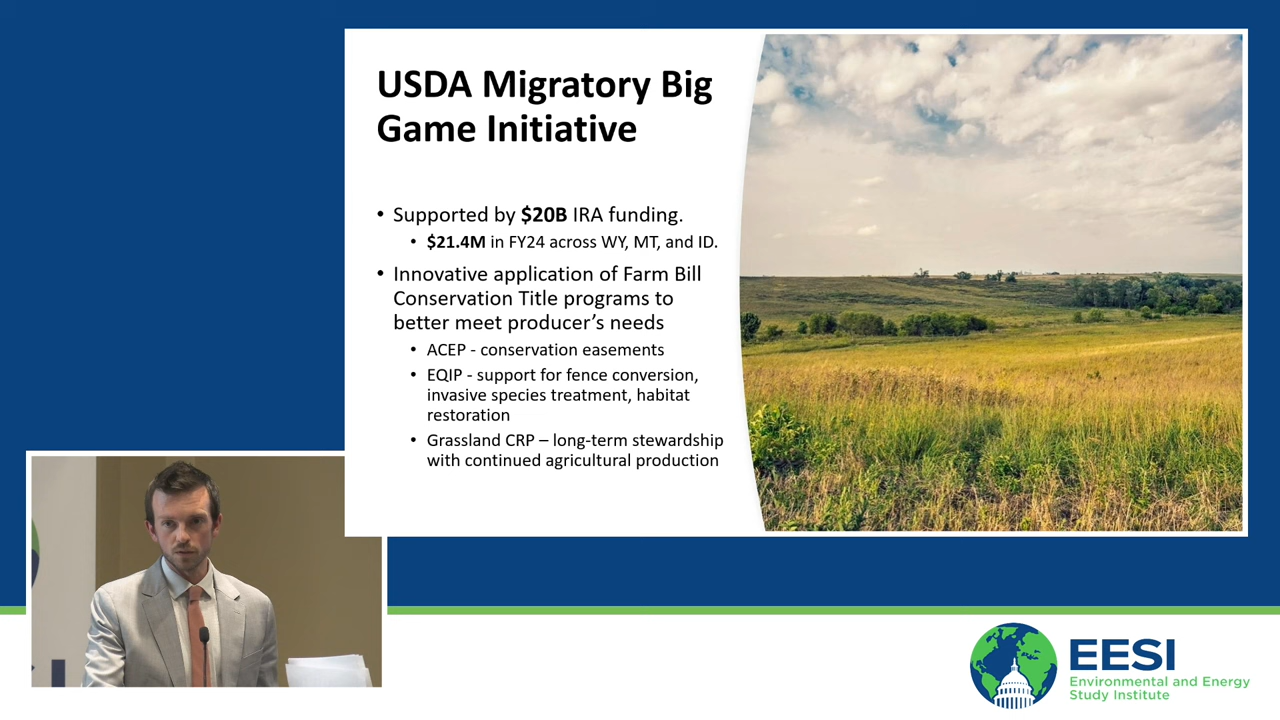 USDA Migratory Big
Game Initiative
• Supported by $20B IRA funding.
• $21.4M in FY24 across WY, MT, and ID.
• Innovative application of Farm Bill
Conservation Title programs to
better meet producer’s needs
• ACEP - conservation easements
• EQIP - support for fence conversion,
invasive species treatment, habitat
restoration
• Grassland CRP – long-term stewardship
with continued agricultural production
EESI
Environmental and Energy
Study Institute